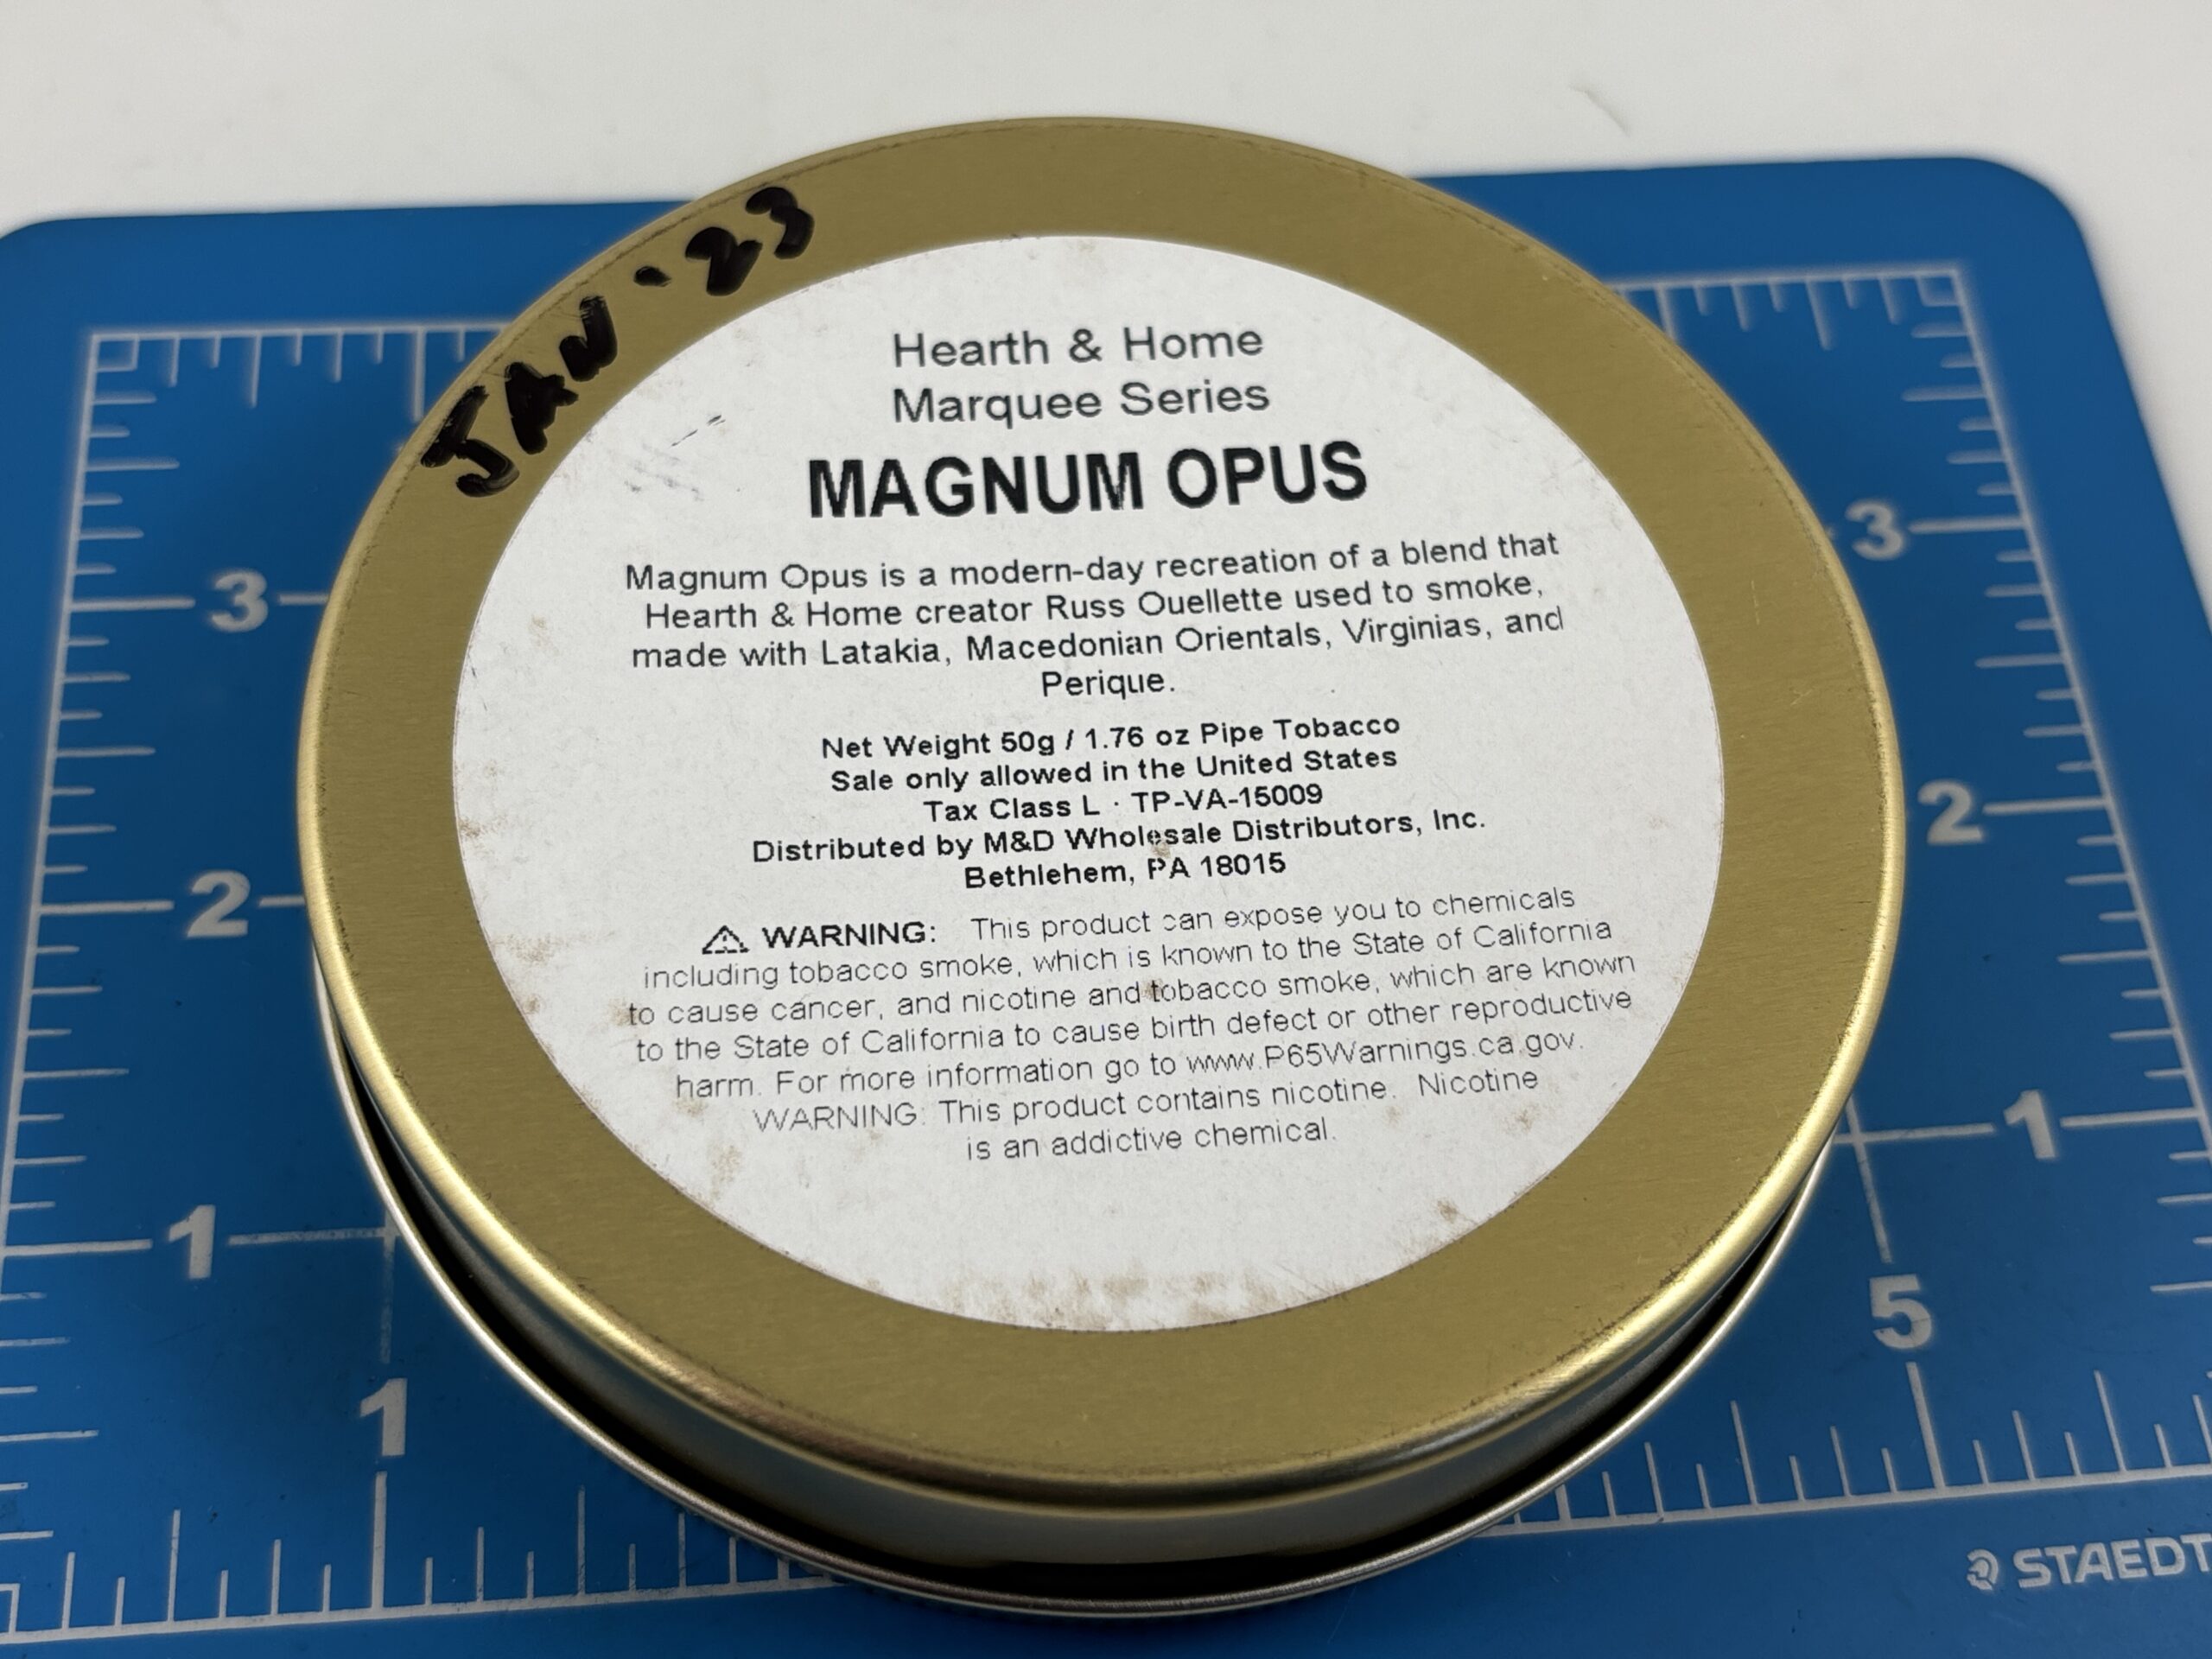 JAN '23
Hearth & Home
Marquee Series
MAGNUM OPUS
Magnum Opus is a modern-day recreation of a blend that
Hearth & Home creator Russ Ouellette used to smoke,
made with Latakia, Macedonian Orientals, Virginias, and
Perique.
Net Weight 50g / 1.76 oz Pipe Tobacco
Sale only allowed in the United States
Tax Class L · TP-VA-15009
Distributed by M&D Wholesale Distributors, Inc.
Bethlehem, PA 18015
⚠ WARNING: This product can expose you to chemicals
including tobacco smoke, which is known to the State of California
to cause cancer, and nicotine and tobacco smoke, which are known
to the State of California to cause birth defect or other reproductive
harm. For more information go to www.P65Warnings.ca.gov.
WARNING: This product contains nicotine. Nicotine
is an addictive chemical.
3
2
1
1
3
2
1
5
STAEDT